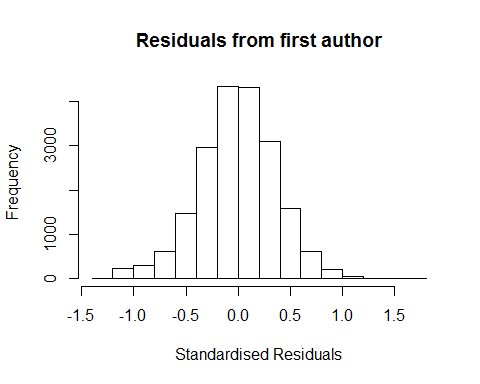 Residuals from first author
Frequency
3000
1000
0
-1.5 -1.0 -0.5 0.0 0.5 1.0 1.5
Standardised Residuals